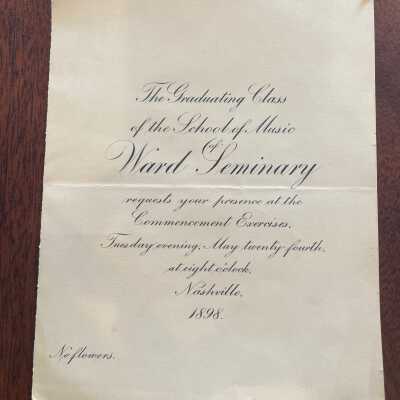 The Graduating Class
of the School of Music
of
Ward Seminary
requests your presence at the
Commencement Exercises,
Tuesday evening, May twenty-fourth,
at eight o'clock,
Nashville,
1898.
No flowers.